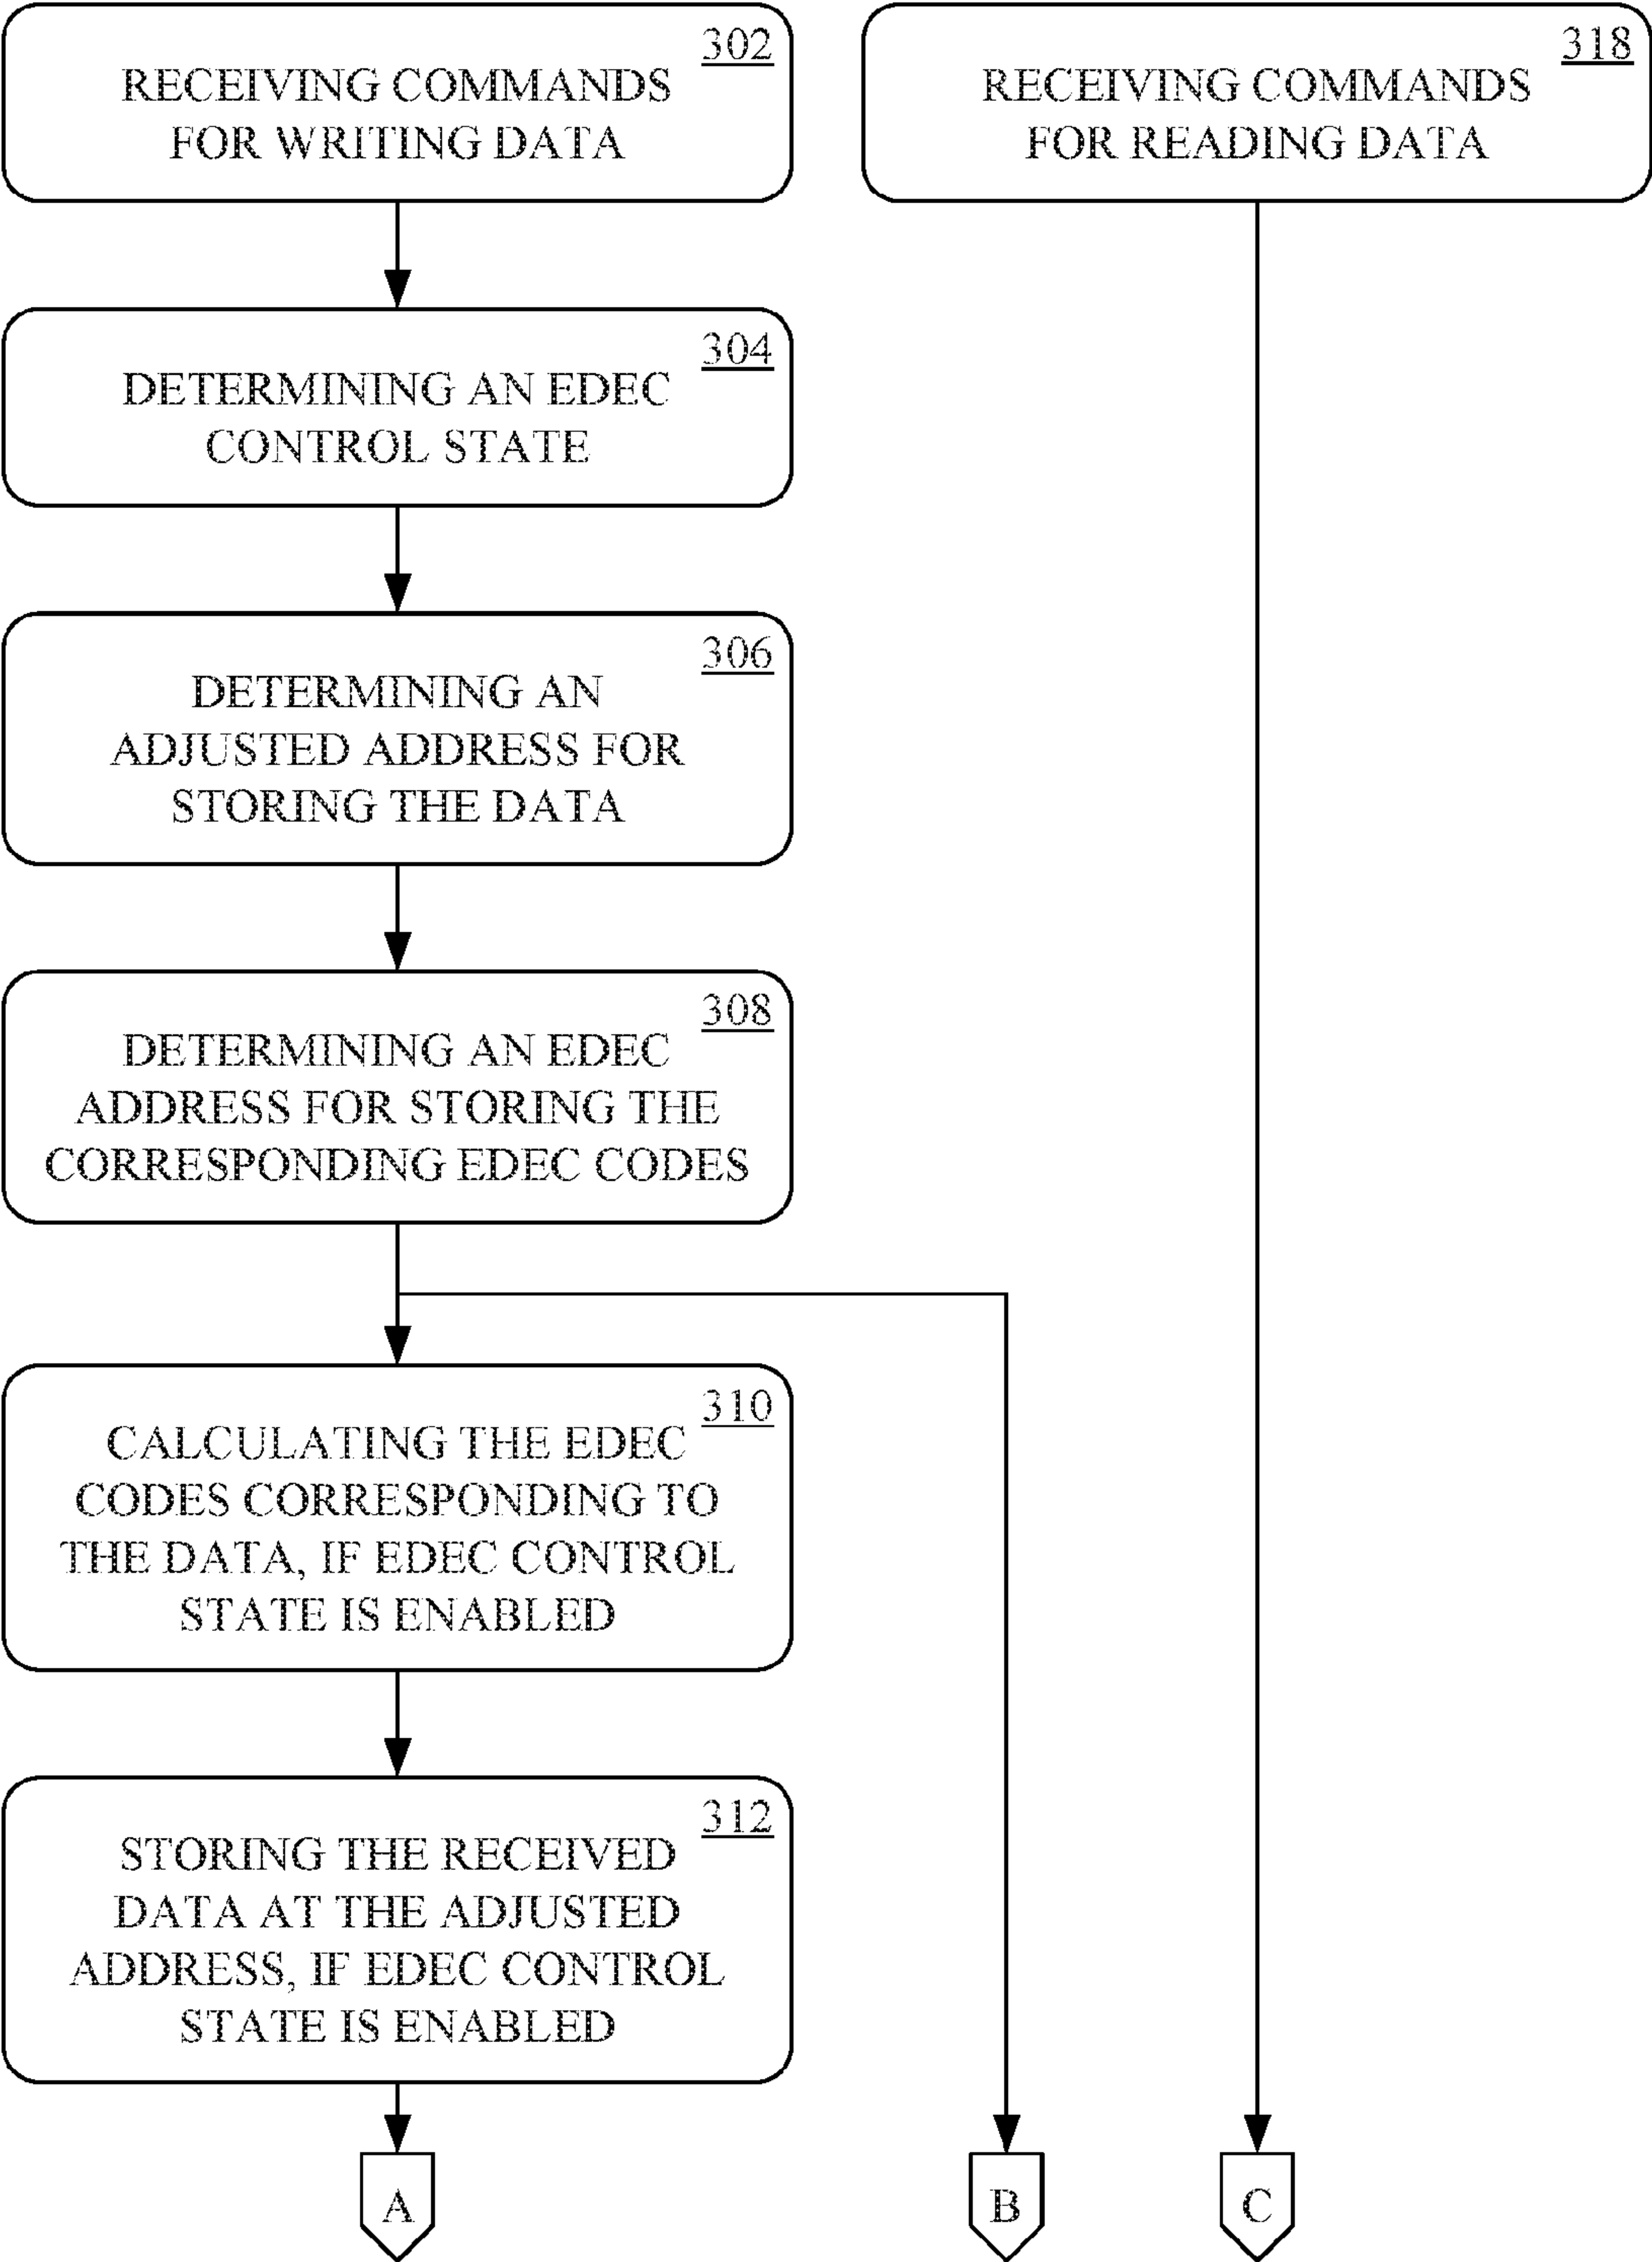 302
RECEIVING COMMANDS
FOR WRITING DATA
318
RECEIVING COMMANDS
FOR READING DATA
304
DETERMINING AN EDEC
CONTROL STATE
306
DETERMINING AN
ADJUSTED ADDRESS FOR
STORING THE DATA
308
DETERMINING AN EDEC
ADDRESS FOR STORING THE
CORRESPONDING EDEC CODES
310
CALCULATING THE EDEC
CODES CORRESPONDING TO
THE DATA, IF EDEC CONTROL
STATE IS ENABLED
312
STORING THE RECEIVED
DATA AT THE ADJUSTED
ADDRESS, IF EDEC CONTROL
STATE IS ENABLED
A
B
C